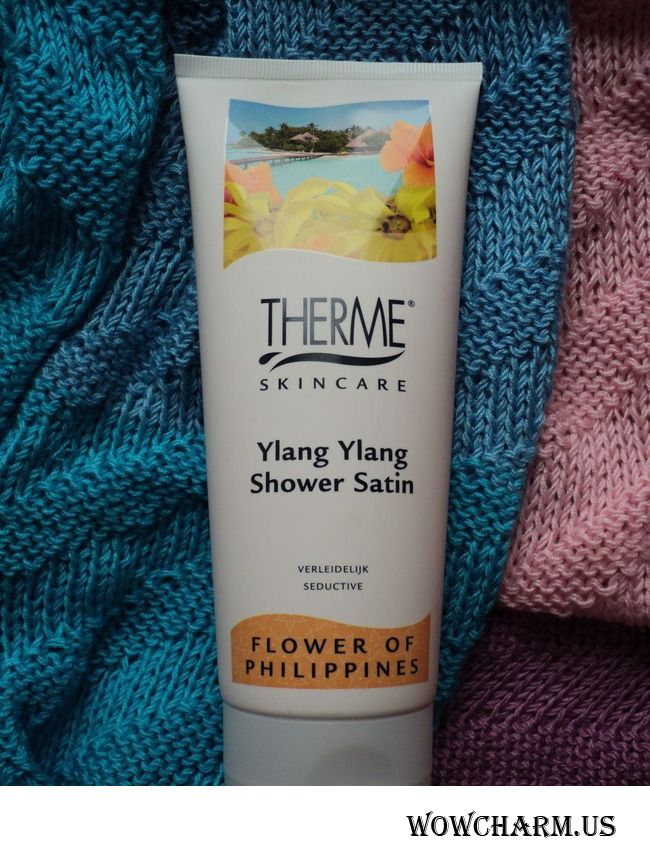 THERME®
SKINCARE
Ylang Ylang
Shower Satin
VERLEIDELIJK
SEDUCTIVE
FLOWER OF
PHILIPPINES
WOWCHARM.US